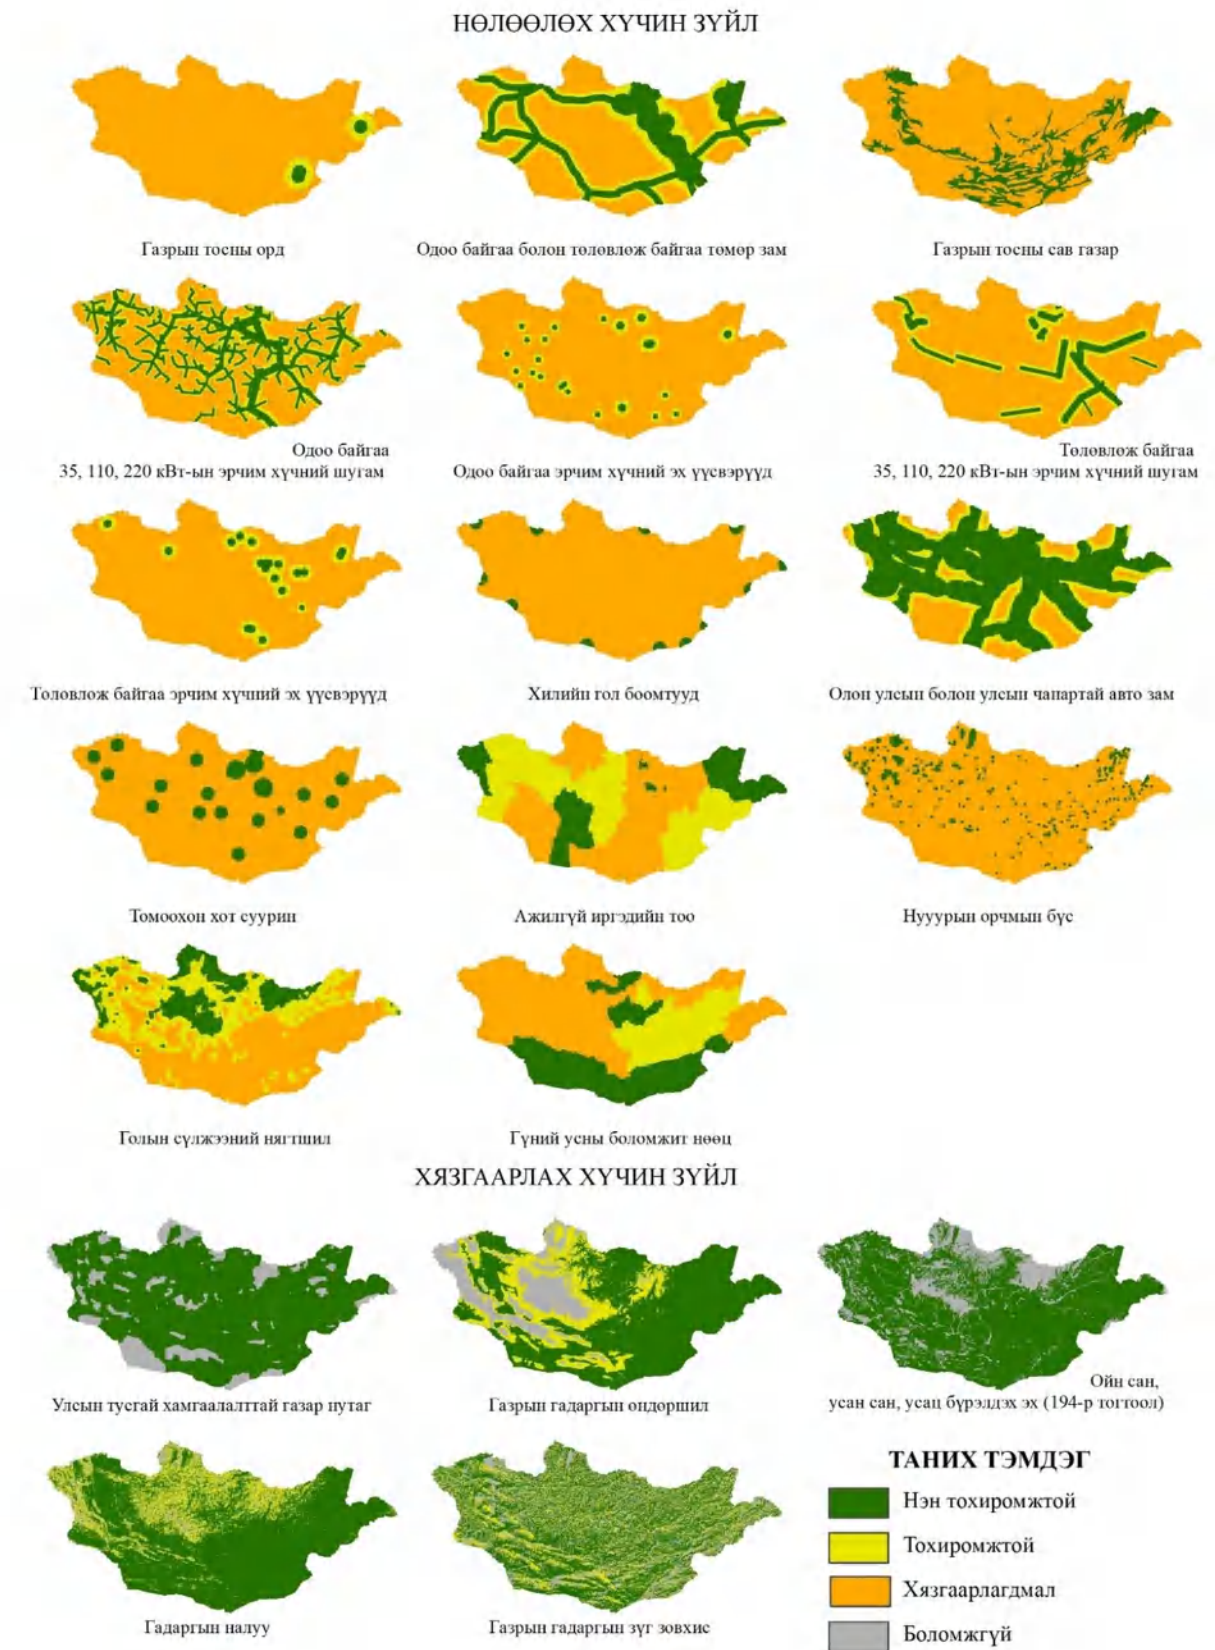 НӨЛӨӨЛӨХ ХҮЧИН ЗҮЙЛ
Газрын тосны орд
Одоо байгаа болон төлөвлөж байгаа төмөр зам
Газрын тосны сав газар
Одоо байгаа
35, 110, 220 кВт-ын эрчим хүчний шугам
Одоо байгаа эрчим хүчний эх үүсвэрүүд
Төлөвлөж байгаа
35, 110, 220 кВт-ын эрчим хүчний шугам
Төлөвлөж байгаа эрчим хүчний эх үүсвэрүүд
Хилийн гол боомтууд
Олон улсын болон улсын чанартай авто зам
Томоохон хот суурин
Ажилгүй иргэдийн тоо
Нууурын орчмын бүс
Голын сүлжээний нягтшил
Гүний усны боломжит нөөц
ХЯЗГААРЛАХ ХҮЧИН ЗҮЙЛ
Улсын тусгай хамгаалалттай газар нутаг
Газрын гадаргын өндөршил
Ойн сан,
усан сан, усац бүрэлдэх эх (194-р тогтоол)
Гадаргын налуу
Газрын гадаргын зүг зовхис
ТАНИХ ТЭМДЭГ
Нэн тохиромжтой
Тохиромжтой
Хязгаарлагдмал
Боломжгүй